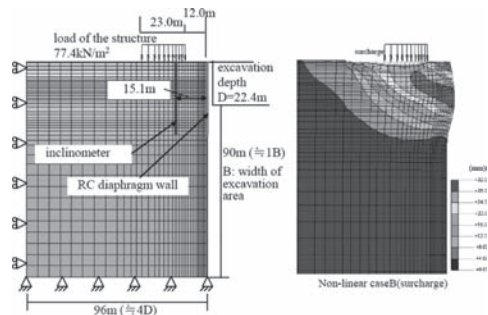 12.0m
23.0m
load of the structure
77.4kN/m²
15.1m
excavation
depth
D=22.4m
inclinometer
RC diaphragm wall
90m (≒1B)
B: width of
excavation
area
96m (≒4D)
surcharge
(mm)
Non-linear caseB(surcharge)